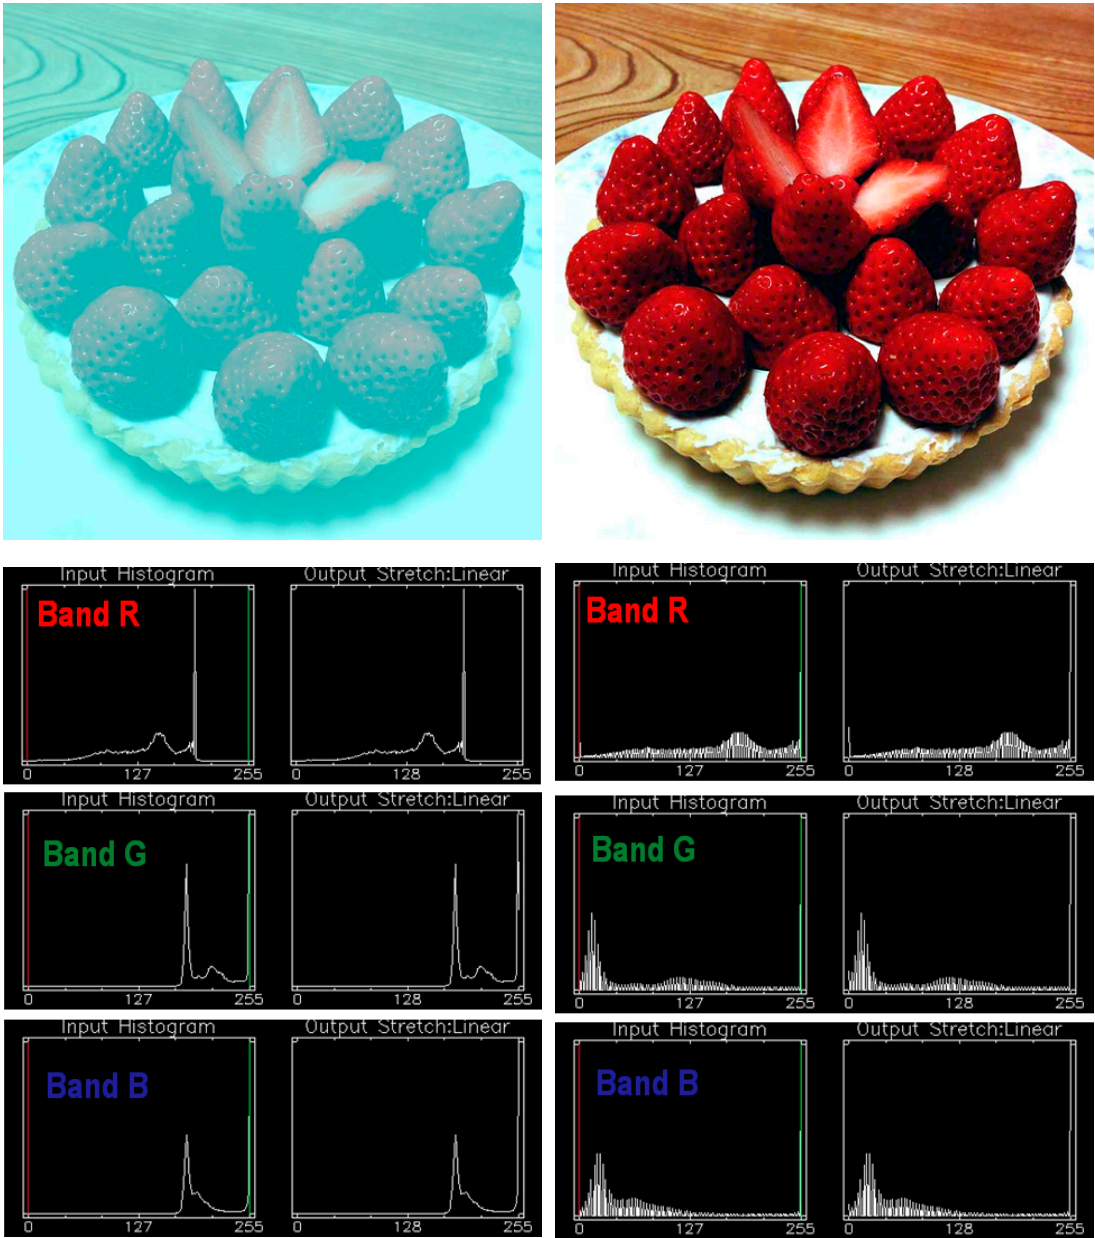 Input Histogram Output Stretch:Linear
Band R
0 127 255 128 255
Input Histogram Output Stretch:Linear
Band R
0 127 255 0 128 255
Input Histogram Output Stretch:Linear
Band G
0 127 255 0 128 255
Input Histogram Output Stretch:Linear
Band G
0 127 255 0 128 255
Input Histogram Output Stretch:Linear
Band B
0 127 255 0 128 255
Input Histogram Output Stretch:Linear
Band B
0 127 255 0 128 255